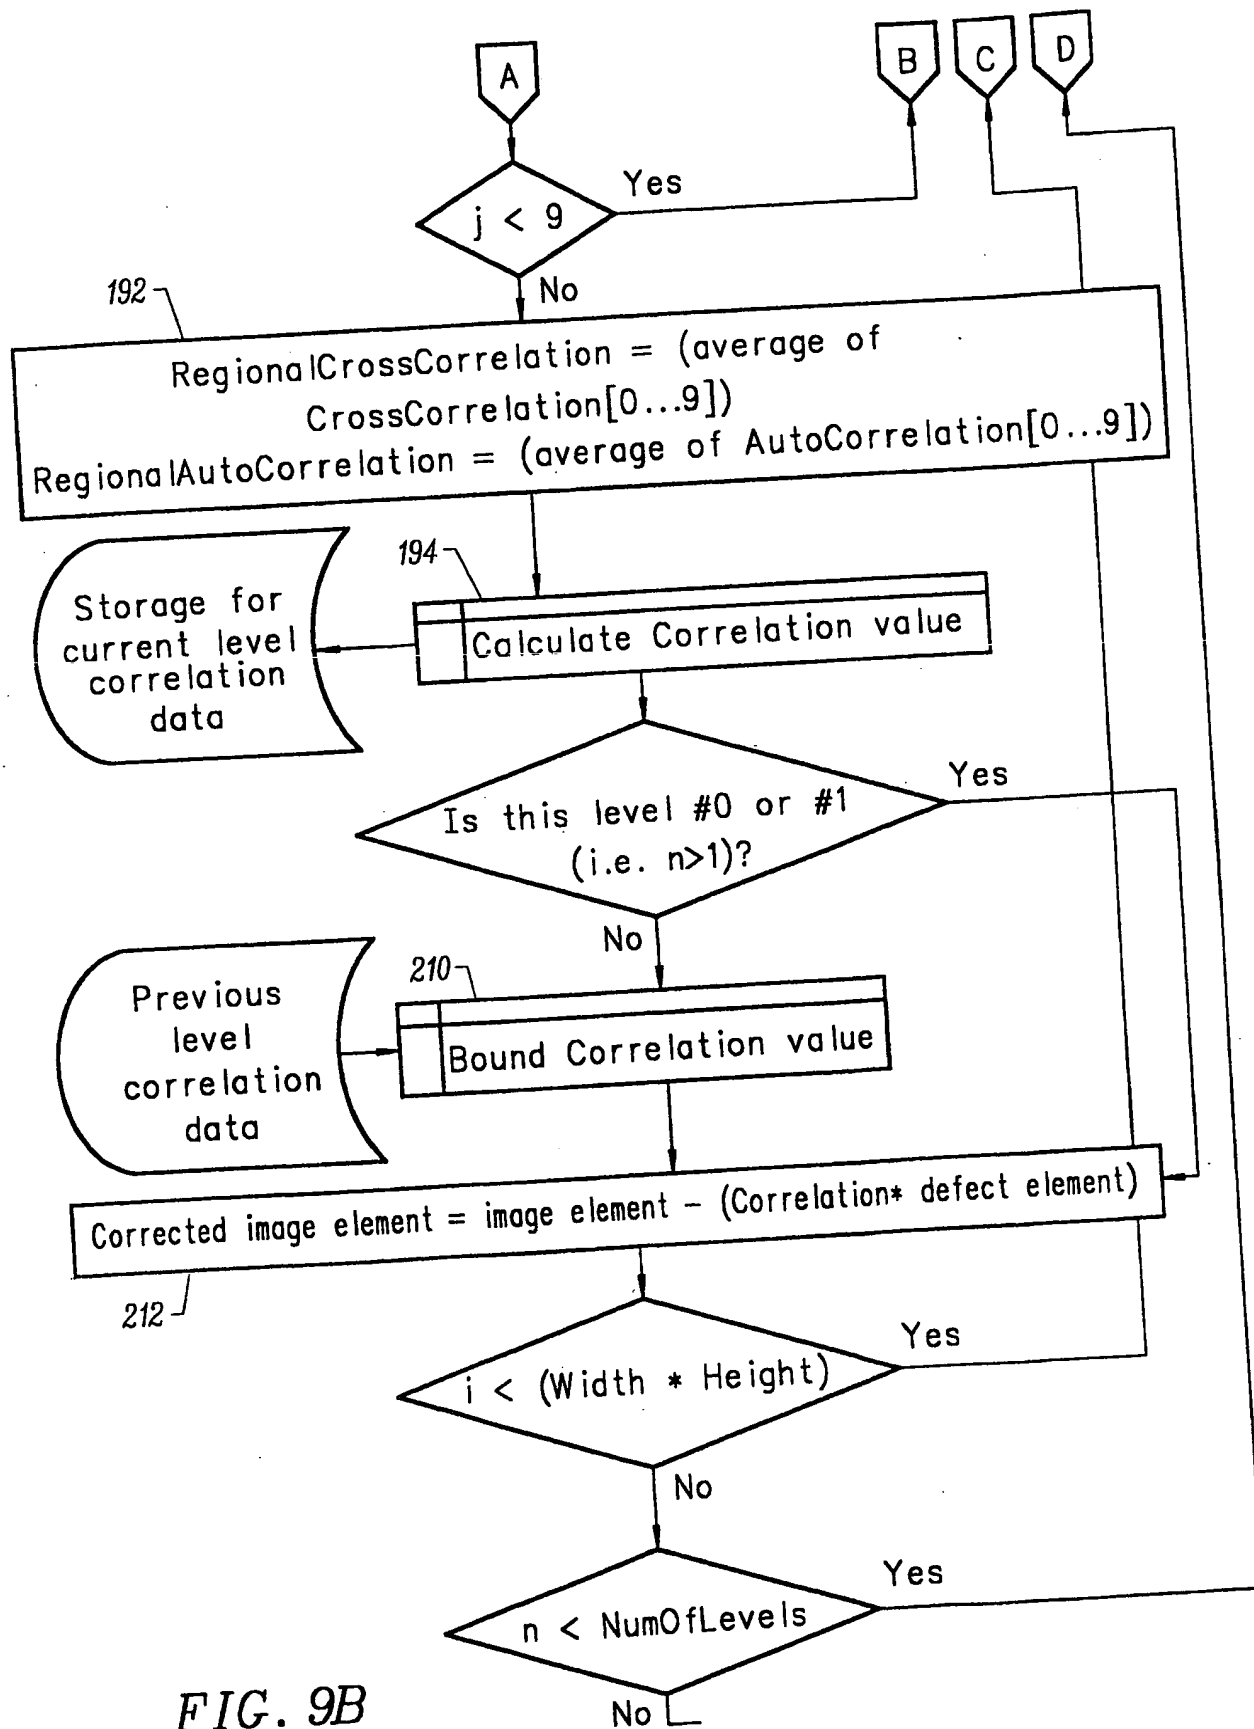 A
B
C
D
j < 9
Yes
No
192
RegionalCrossCorrelation = (average of
CrossCorrelation[0...9])
RegionalAutoCorrelation = (average of AutoCorrelation[0...9])
194
Storage for
current level
correlation
data
Calculate Correlation value
Is this level #0 or #1
(i.e. n>1)?
Yes
No
Previous
level
correlation
data
210
Bound Correlation value
Corrected image element = image element - (Correlation* defect element)
212
i < (Width * Height)
Yes
No
n < NumOfLevels
Yes
No
FIG. 9B